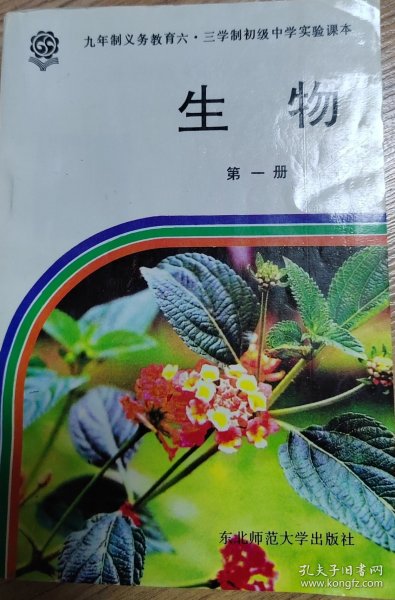 九年制义务教育六·三学制初级中学实验课本
生物
第一册
东北师范大学出版社
孔夫子旧书网
www.kongfz.com